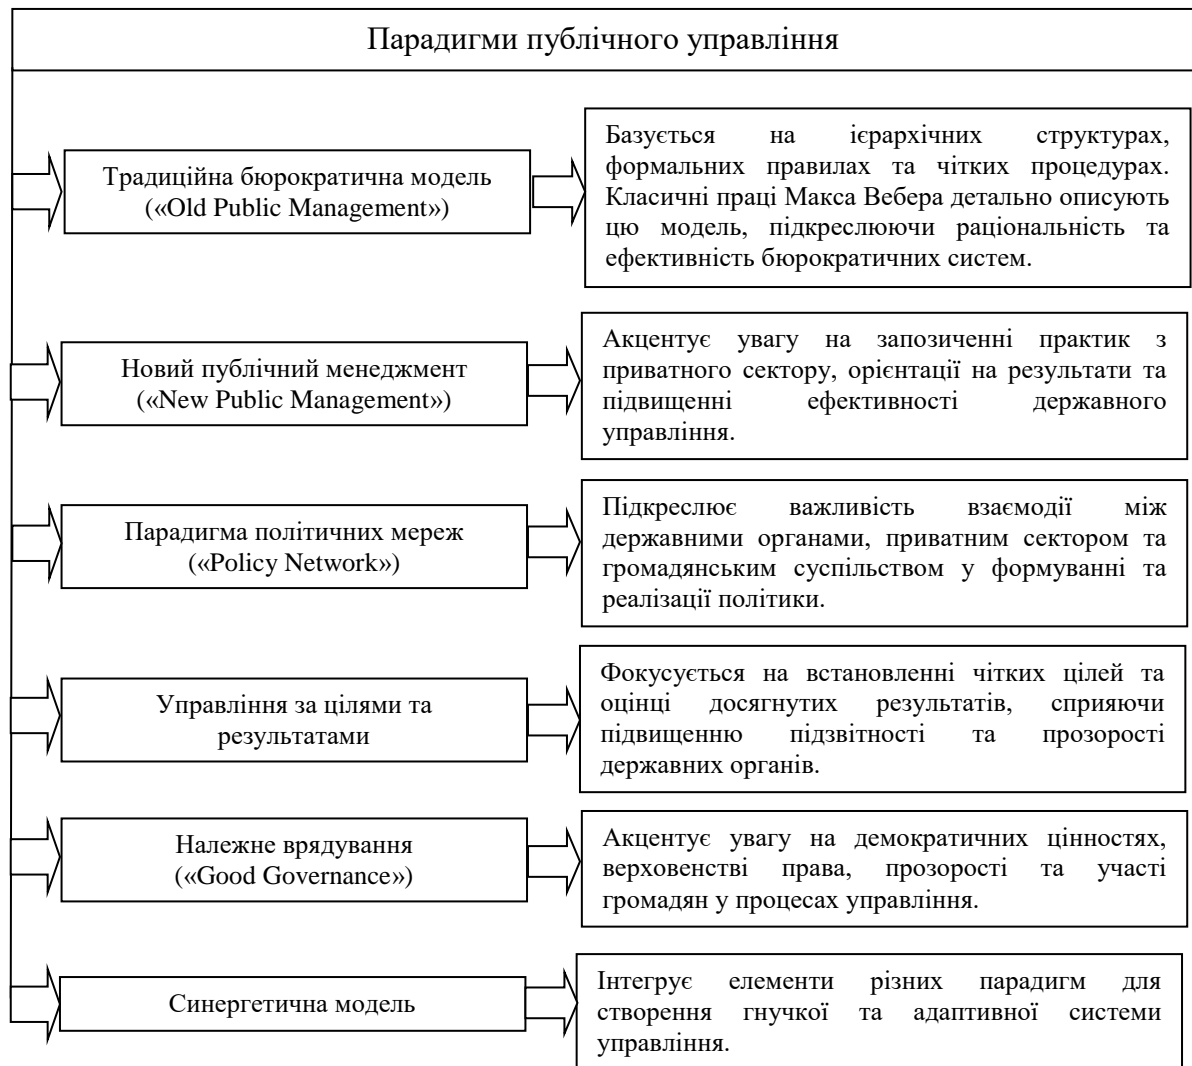 Парадигми публічного управління
Традиційна бюрократична модель
(«Old Public Management»)
Базується на ієрархічних структурах,
формальних правилах та чітких процедурах.
Класичні праці Макса Вебера детально описують
цю модель, підкреслюючи раціональність та
ефективність бюрократичних систем.
Новий публічний менеджмент
(«New Public Management»)
Акцентує увагу на запозиченні практик з
приватного сектору, орієнтації на результати та
підвищенні ефективності державного
управління.
Парадигма політичних мереж
(«Policy Network»)
Підкреслює важливість взаємодії між
державними органами, приватним сектором та
громадянським суспільством у формуванні та
реалізації політики.
Управління за цілями та
результатами
Фокусується на встановленні чітких цілей та
оцінці досягнутих результатів, сприяючи
підвищенню підзвітності та прозорості
державних органів.
Належне врядування
(«Good Governance»)
Акцентує увагу на демократичних цінностях,
верховенстві права, прозорості та участі
громадян у процесах управління.
Синергетична модель
Інтегрує елементи різних парадигм для
створення гнучкої та адаптивної системи
управління.